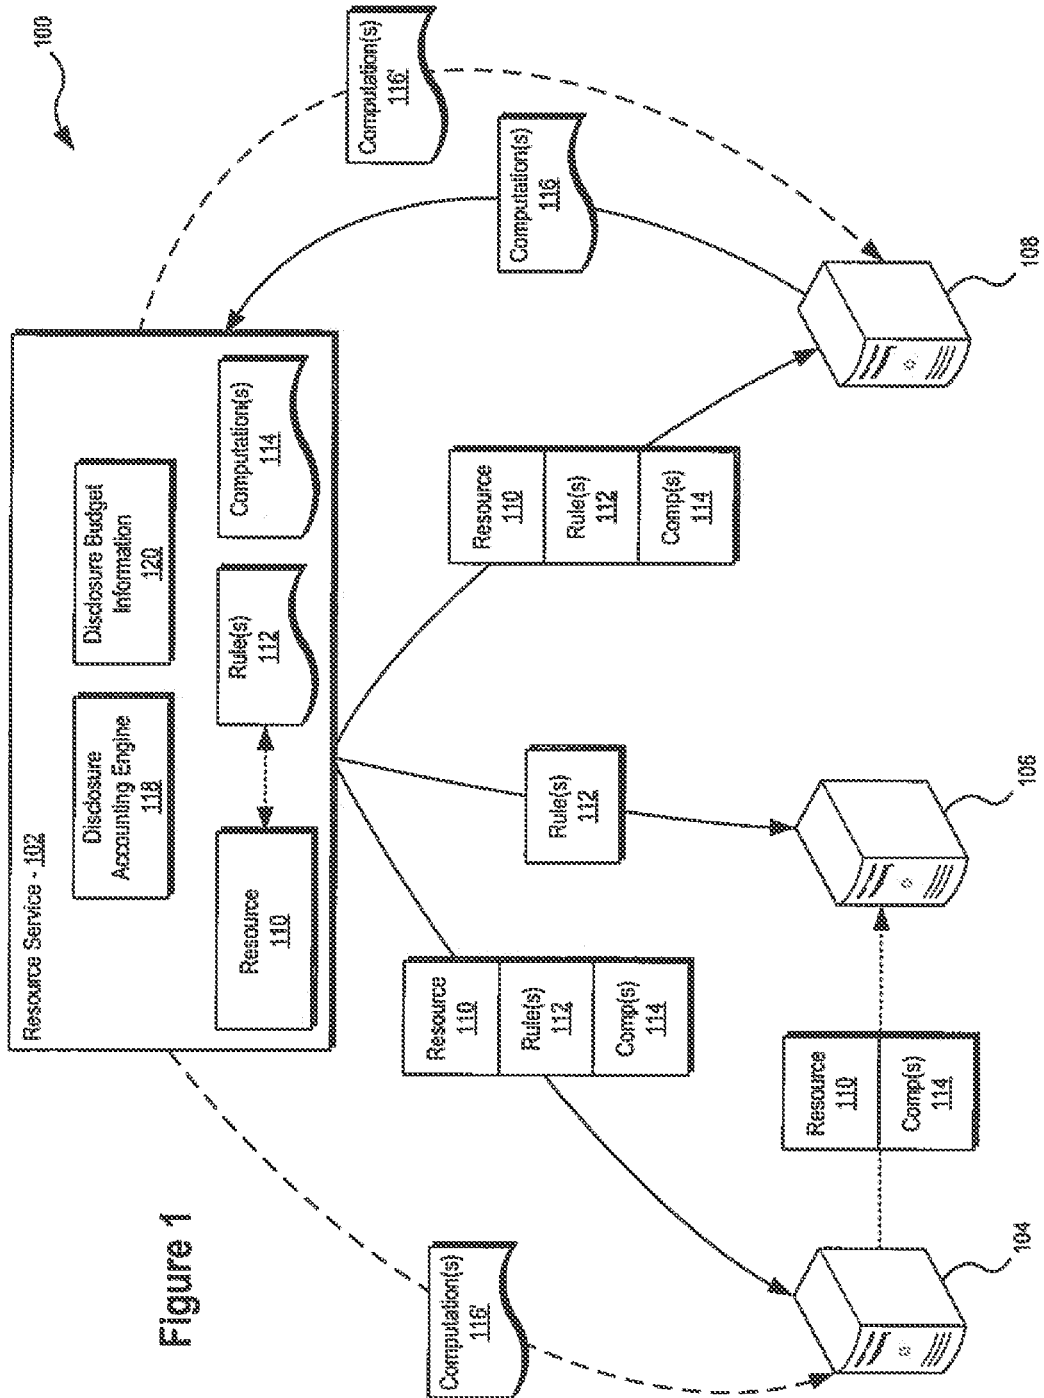 Figure 1
100
Resource Service - 102
Disclosure
Accounting Engine
118
Disclosure Budget
Information
120
Resource
110
Rule(s)
112
Computation(s)
114
Computation(s)
116'
Resource
110
Rule(s)
112
Comp(s)
114
Rule(s)
112
Resource
110
Rule(s)
112
Comp(s)
114
Computation(s)
116
Computation(s)
116'
Resource
110
Comp(s)
114
104
106
108